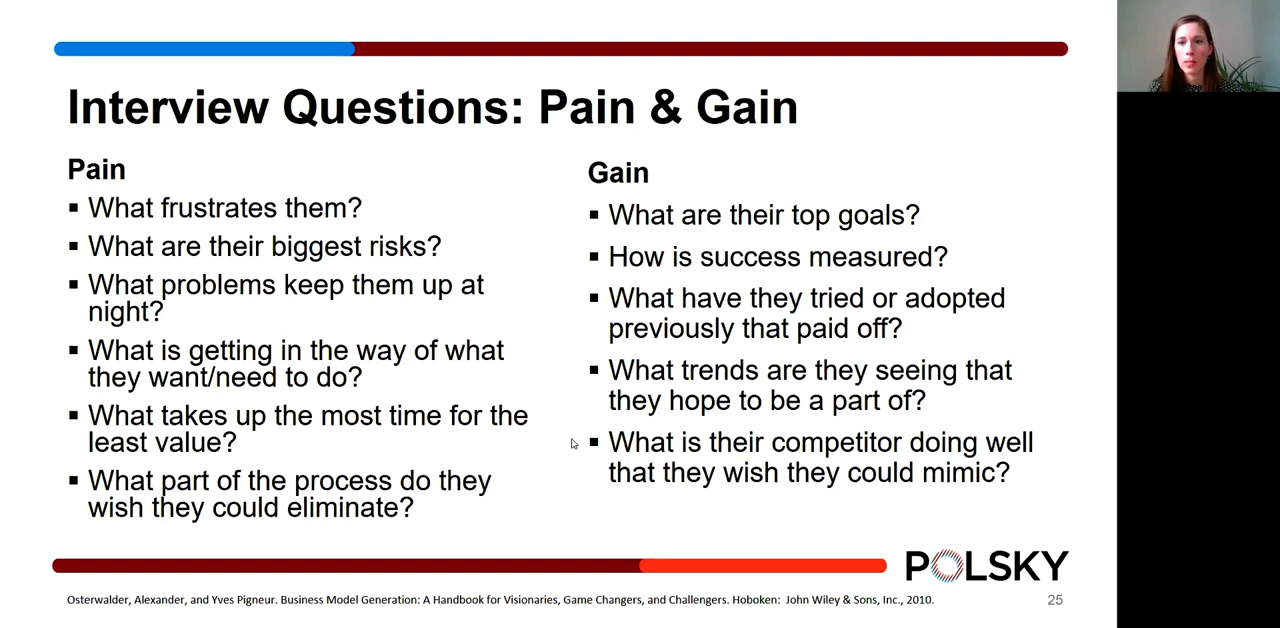 Interview Questions: Pain & Gain
Pain
▪ What frustrates them?
▪ What are their biggest risks?
▪ What problems keep them up at
night?
▪ What is getting in the way of what
they want/need to do?
▪ What takes up the most time for the
least value?
▪ What part of the process do they
wish they could eliminate?
Gain
▪ What are their top goals?
▪ How is success measured?
▪ What have they tried or adopted
previously that paid off?
▪ What trends are they seeing that
they hope to be a part of?
▪ What is their competitor doing well
that they wish they could mimic?
POLSKY
Osterwalder, Alexander, and Yves Pigneur. Business Model Generation: A Handbook for Visionaries, Game Changers, and Challengers. Hoboken: John Wiley & Sons, Inc., 2010.
25